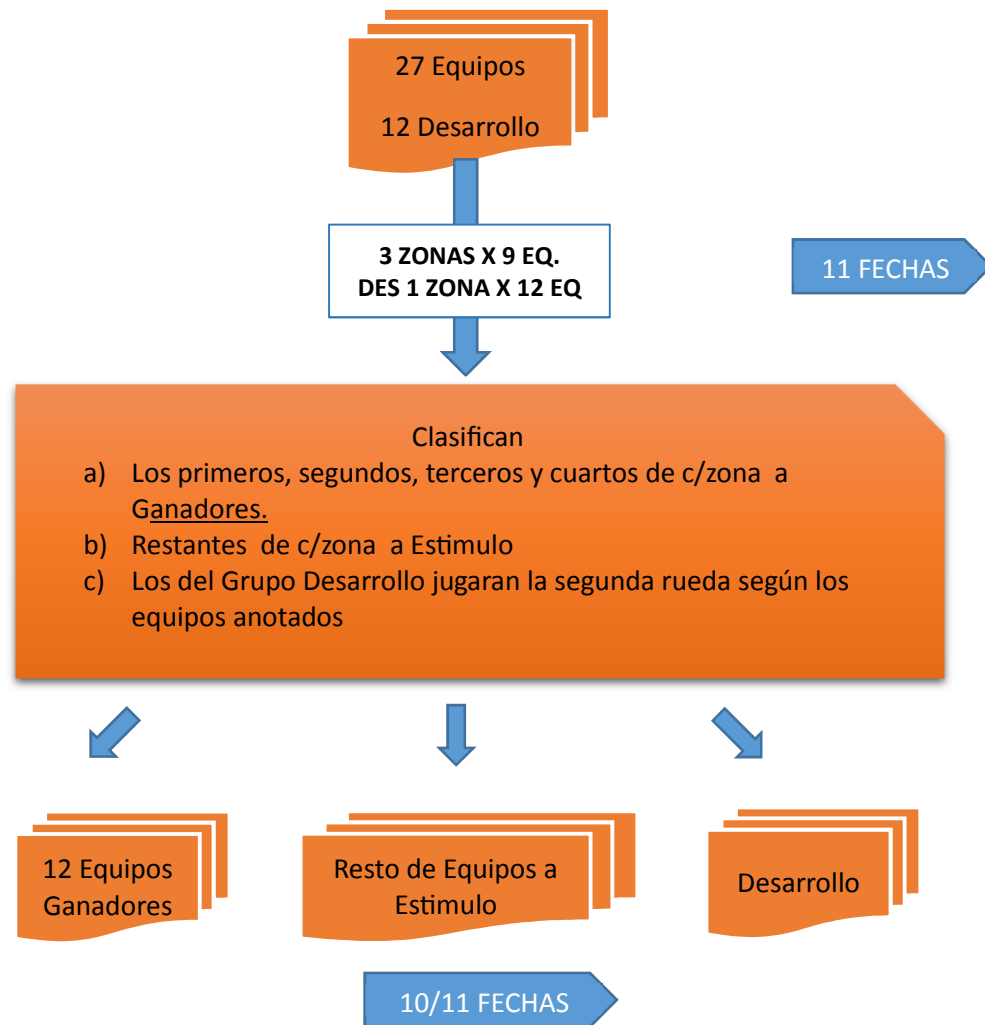 27 Equipos
12 Desarrollo
3 ZONAS X 9 EQ.
DES 1 ZONA X 12 EQ
11 FECHAS
Clasifican
a) Los primeros, segundos, terceros y cuartos de c/zona a
Ganadores.
b) Restantes de c/zona a Estimulo
c) Los del Grupo Desarrollo jugaran la segunda rueda según los
equipos anotados
12 Equipos
Ganadores
Resto de Equipos a
Estimulo
Desarrollo
10/11 FECHAS